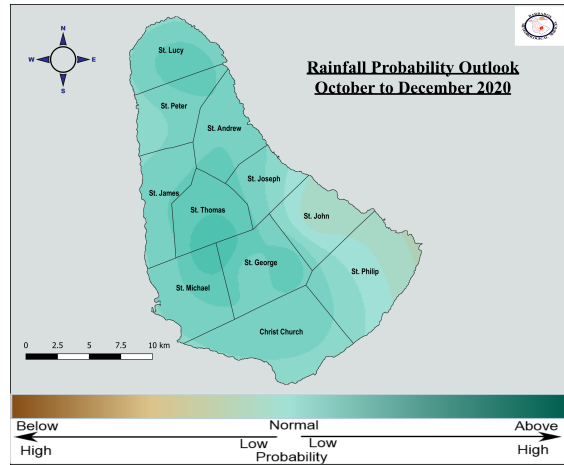 N
W E
S
Rainfall Probability Outlook
October to December 2020
St. Lucy
St. Peter
St. Andrew
St. Joseph
St. James
St. Thomas
St. John
St. George
St. Philip
St. Michael
Christ Church
0 2.5 5 7.5 10 km
Below Normal Above
High Low Low High
Probability